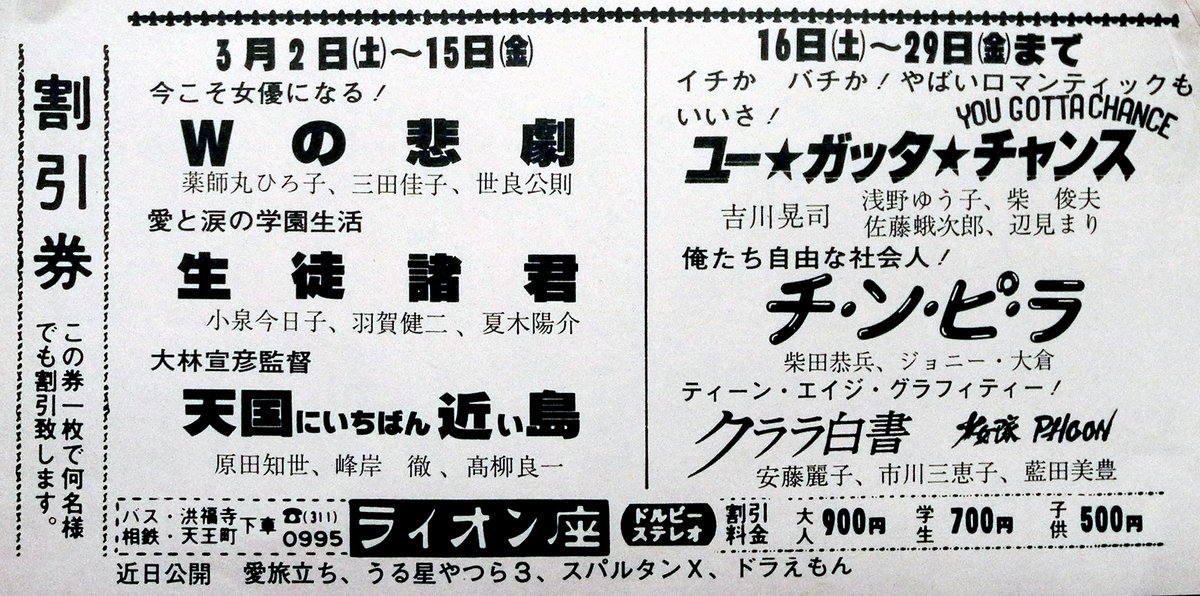 割引券
この券一枚で何名様
でも割引致します。
3月2日(土)〜15日(金)
今こそ女優になる!
Wの悲劇
薬師丸ひろ子、三田佳子、世良公則
愛と涙の学園生活
生徒諸君
小泉今日子、羽賀健二、夏木陽介
大林宣彦監督
天国にいちばん近い島
原田知世、峰岸 徹、髙柳良一
16日(土)〜29日(金)まで
イチか バチか!やばいロマンティックも
いいさ!
YOU GOTTA CHANCE
ユー★ガッタ★チャンス
吉川晃司
浅野ゆう子、柴 俊夫
佐藤蛾次郎、辺見まり
俺たち自由な社会人!
チ・ン・ピ・ラ
柴田恭兵、ジョニー・大倉
ティーン・エイジ・グラフィティー!
クララ白書 少女隊 PHOON
安藤麗子、市川三恵子、藍田美豊
バス・洪福寺
相鉄・天王町
下車
☎(311)
0995
ライオン座
ドルビー
ステレオ
割引
料金
大人 900円 学生 700円 子供 500円
近日公開 愛旅立ち、うる星やつら3、スパルタンX、ドラえもん